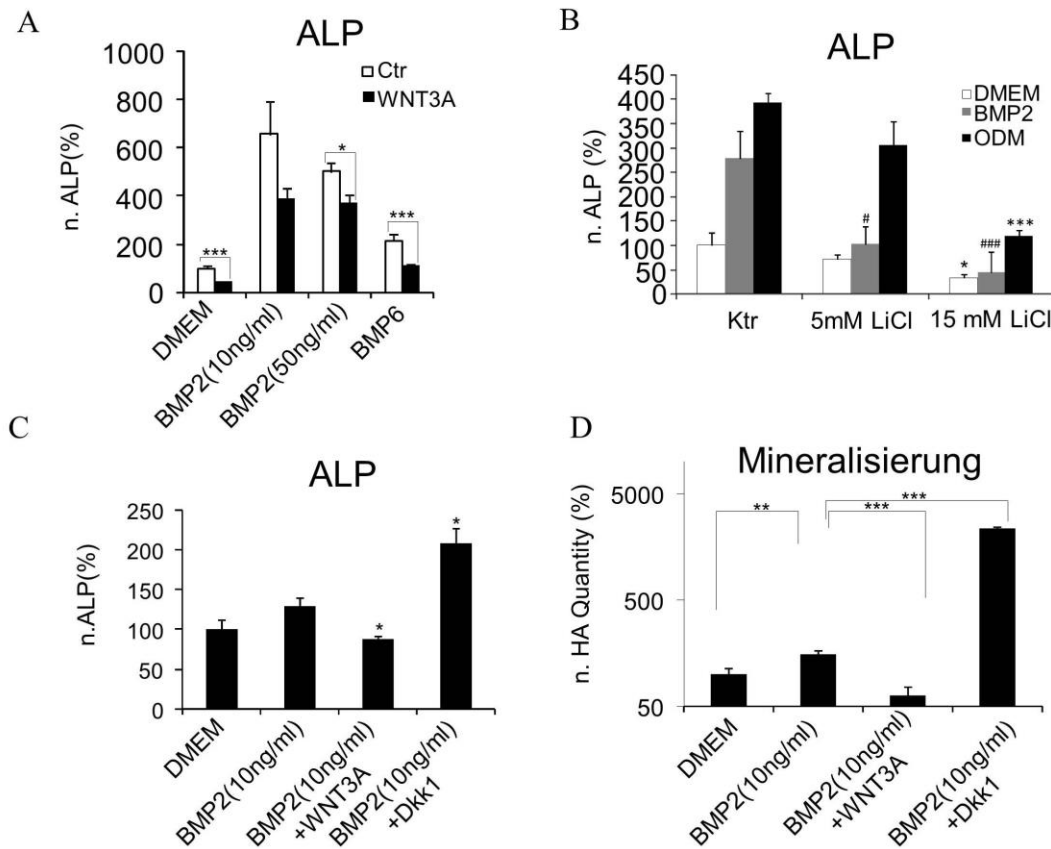 A
ALP
n. ALP(%)
1000
800
600
400
200
0
Ctr
WNT3A
***
*
***
DMEM
BMP2(10ng/ml)
BMP2(50ng/ml)
BMP6
B
ALP
n. ALP (%)
450
400
350
300
250
200
150
100
50
0
DMEM
BMP2
ODM
#
*
###
***
Ktr
5mM LiCl
15 mM LiCl
C
ALP
n.ALP(%)
250
200
150
100
50
0
*
*
DMEM
BMP2(10ng/ml)
BMP2(10ng/ml)
+WNT3A
BMP2(10ng/ml)
+Dkk1
D
Mineralisierung
n. HA Quantity (%)
5000
500
50
**
***
***
DMEM
BMP2(10ng/ml)
BMP2(10ng/ml)
+WNT3A
BMP2(10ng/ml)
+Dkk1